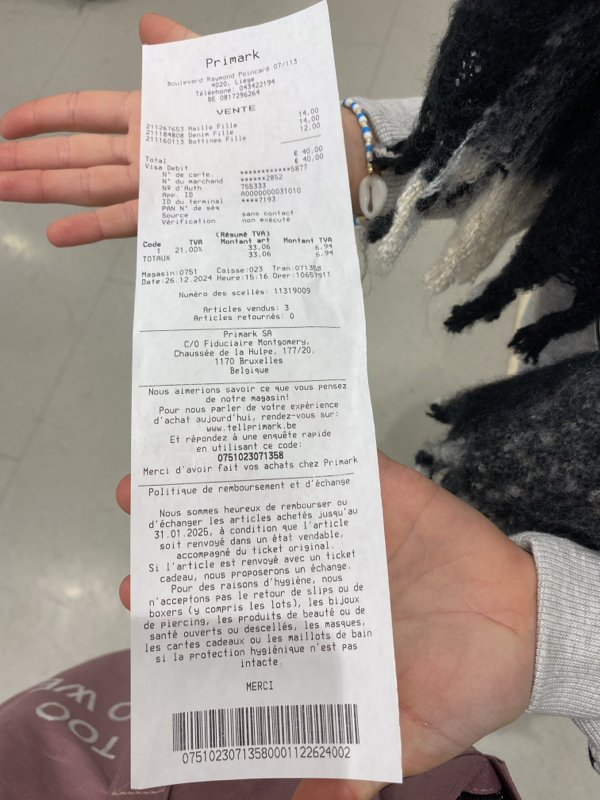 Primark
Boulevard Raymond Poincaré 07/113
4020, Liege
Téléphone: 043422194
BE 0817296264
VENTE
211267653 Maille Fille 14,00
211184808 Denim Fille 14,00
211160113 Bottines Fille 12,00
Total € 40,00
Visa Debit € 40,00
N° de carte. ************5877
N° du marchand ******2852
Nº d'Auth 755333
App. ID A0000000031010
ID du terminal ****7193
PAN N° de séq
Source sans contact
Vérification non exécuté
(Résumé TVA)
Code TVA Montant art Montant TVA
1 21.00% 33,06 6,94
TOTAUX 33,06 6,94
Magasin:0751 Caisse:023 Tran:071358
Date:26.12.2024 Heure:15:16 Oper:10657911
Numéro des scellés: 11319009
Articles vendus: 3
Articles retournés: 0
Primark SA
C/O Fiduciaire Montgomery,
Chaussée de la Hulpe, 177/20,
1170 Bruxelles
Belgique
Nous aimerions savoir ce que vous pensez
de notre magasin!
Pour nous parler de votre expérience
d'achat aujourd'hui, rendez-vous sur:
www.tellprimark.be
Et répondez à une enquête rapide
en utilisant ce code:
0751023071358
Merci d'avoir fait vos achats chez Primark
Politique de remboursement et d'échange
Nous sommes heureux de rembourser ou
d'échanger les articles achetés jusqu'au
31.01.2025, à condition que l'article
soit renvoyé dans un état vendable,
accompagné du ticket original.
Si l'article est renvoyé avec un ticket
cadeau, nous proposerons un échange.
Pour des raisons d'hygiène, nous
n'acceptons pas le retour de slips ou de
boxers (y compris les lots), les bijoux
de piercing, les produits de beauté ou de
santé ouverts ou descellés, les masques,
les cartes cadeaux ou les maillots de bain
si la protection hygiénique n'est pas
intacte.
MERCI
07510230713580001122624002
TOO